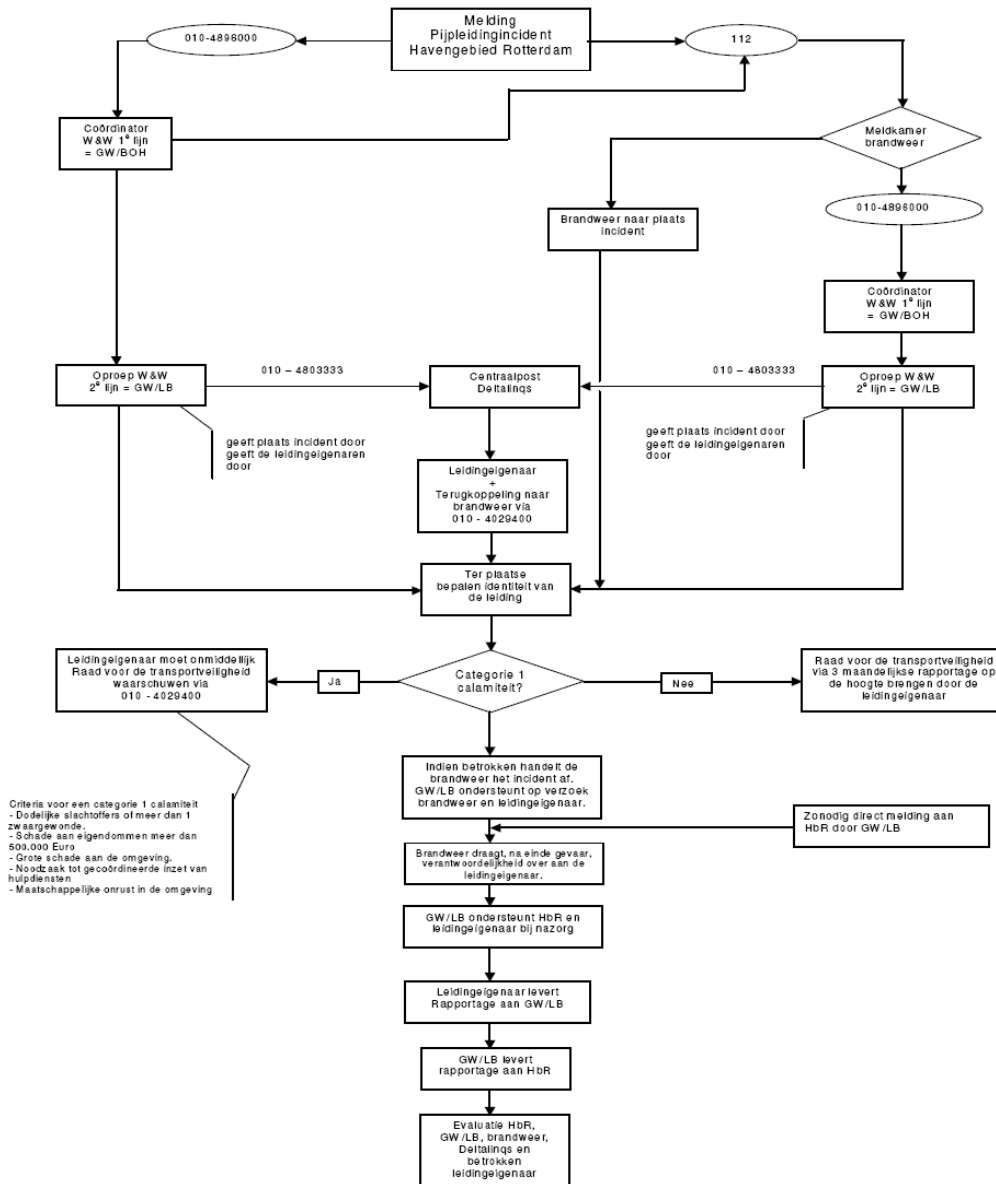 Melding
Pijpleidingincident
Havengebied Rotterdam
010-4896000
112
Coördinator
W&W 1e lijn
= GW/BOH
Meldkamer
brandweer
010-4896000
Brandweer naar plaats
incident
Coördinator
W&W 1e lijn
= GW/BOH
Oproep W&W
2e lijn = GW/LB
010 – 4803333
Centraalpost
Deltalinqs
010 – 4803333
Oproep W&W
2e lijn = GW/LB
geeft plaats incident door
geeft de leidingeigenaren
door
geeft plaats incident door
geeft de leidingeigenaren
door
Leidingeigenaar
+
Terugkoppeling naar
brandweer via
010 - 4029400
Ter plaatse
bepalen identiteit van
de leiding
Leidingeigenaar moet onmiddellijk
Raad voor de transportveiligheid
waarschuwen via
010 - 4029400
Ja
Categorie 1
calamiteit?
Nee
Raad voor de transportveiligheid
via 3 maandelijkse rapportage op
de hoogte brengen door de
leidingeigenaar
Indien betrokken handelt de
brandweer het incident af.
GW/LB ondersteunt op verzoek
brandweer en leidingeigenaar.
Criteria voor een categorie 1 calamiteit
- Dodelijke slachtoffers of meer dan 1
zwaargewonde.
- Schade aan eigendommen meer dan
500.000 Euro
- Grote schade aan de omgeving.
- Noodzaak tot gecoördineerde inzet van
hulpdiensten
- Maatschappelijke onrust in de omgeving
Zonodig direct melding aan
HbR door GW/LB
Brandweer draagt, na einde gevaar,
verantwoordelijkheid over aan de
leidingeigenaar.
GW/LB ondersteunt HbR en
leidingeigenaar bij nazorg
Leidingeigenaar levert
Rapportage aan GW/LB
GW/LB levert
rapportage aan HbR
Evaluatie HbR,
GW/LB, brandweer,
Deltalinqs en
betrokken
leidingeigenaar